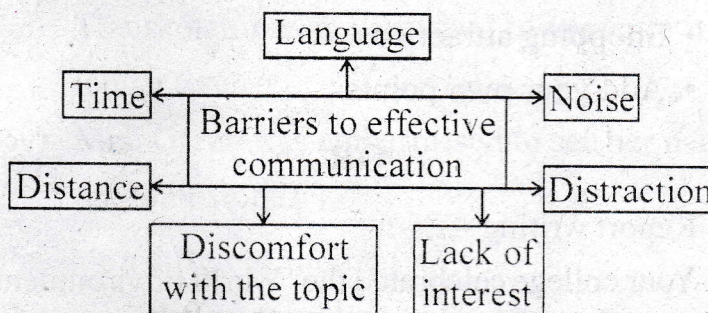 Language
Time
Noise
Barriers to effective
communication
Distance
Distraction
Discomfort
with the topic
Lack of
interest